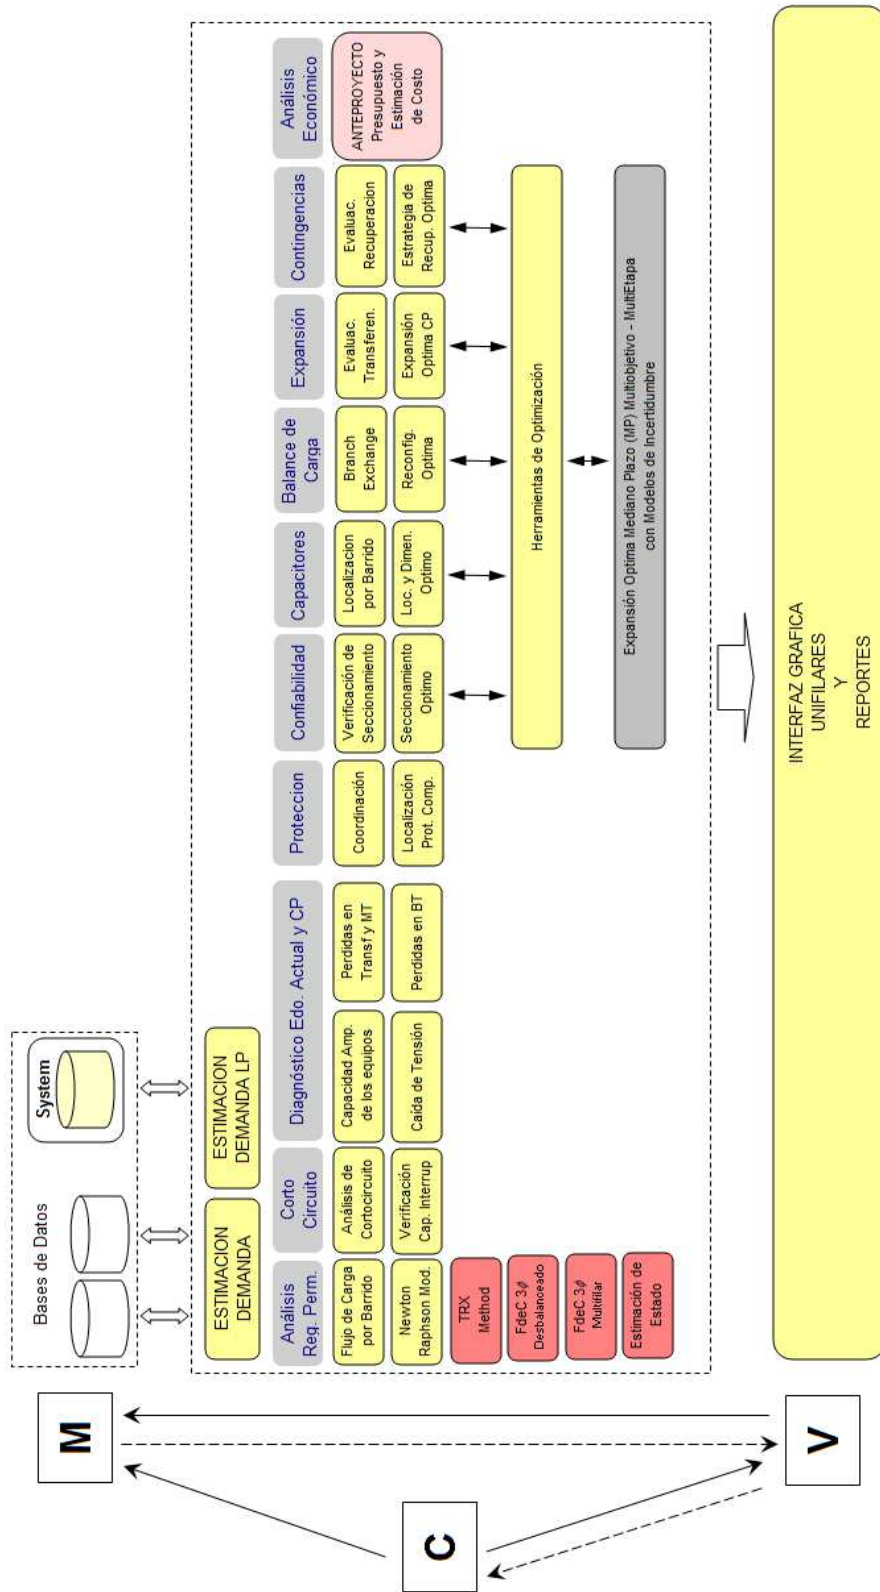 M
C
V
Bases de Datos
System
ESTIMACION
DEMANDA
ESTIMACION
DEMANDA LP
Análisis
Reg. Perm.
Corto
Circuito
Diagnóstico Edo. Actual y CP
Proteccion
Confiabilidad
Capacitores
Balance de
Carga
Expansión
Contingencias
Análisis
Económico
Flujo de Carga
por Barrido
Análisis de
Cortocircuito
Capacidad Amp.
de los equipos
Perdidas en
Transf y MT
Coordinación
Verificación de
Seccionamiento
Localizacion
por Barrido
Branch
Exchange
Evaluac.
Transferen.
Evaluac.
Recuperacion
ANTEPROYECTO
Presupuesto y
Estimación
de Costo
Newton
Raphson Mod.
Verificación
Cap. Interrup
Caida de Tensión
Perdidas en BT
Localización
Prot. Comp.
Seccionamiento
Optimo
Loc. y Dimen.
Optimo
Reconfig.
Optima
Expansión
Optima CP
Estrategia de
Recup. Optima
TRX
Method
FdeC 3ϕ
Desbalanceado
FdeC 3ϕ
Multifilar
Estimación de
Estado
Herramientas de Optimización
Expansión Optima Mediano Plazo (MP) Multiobjetivo - MultiEtapa
con Modelos de Incertidumbre
INTERFAZ GRAFICA
UNIFILARES
Y
REPORTES